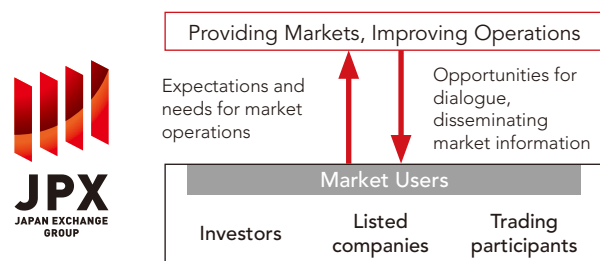 Providing Markets, Improving Operations
Expectations and
needs for market
operations
Opportunities for
dialogue,
disseminating
market information
JPX
JAPAN EXCHANGE
GROUP
Market Users
Investors
Listed
companies
Trading
participants